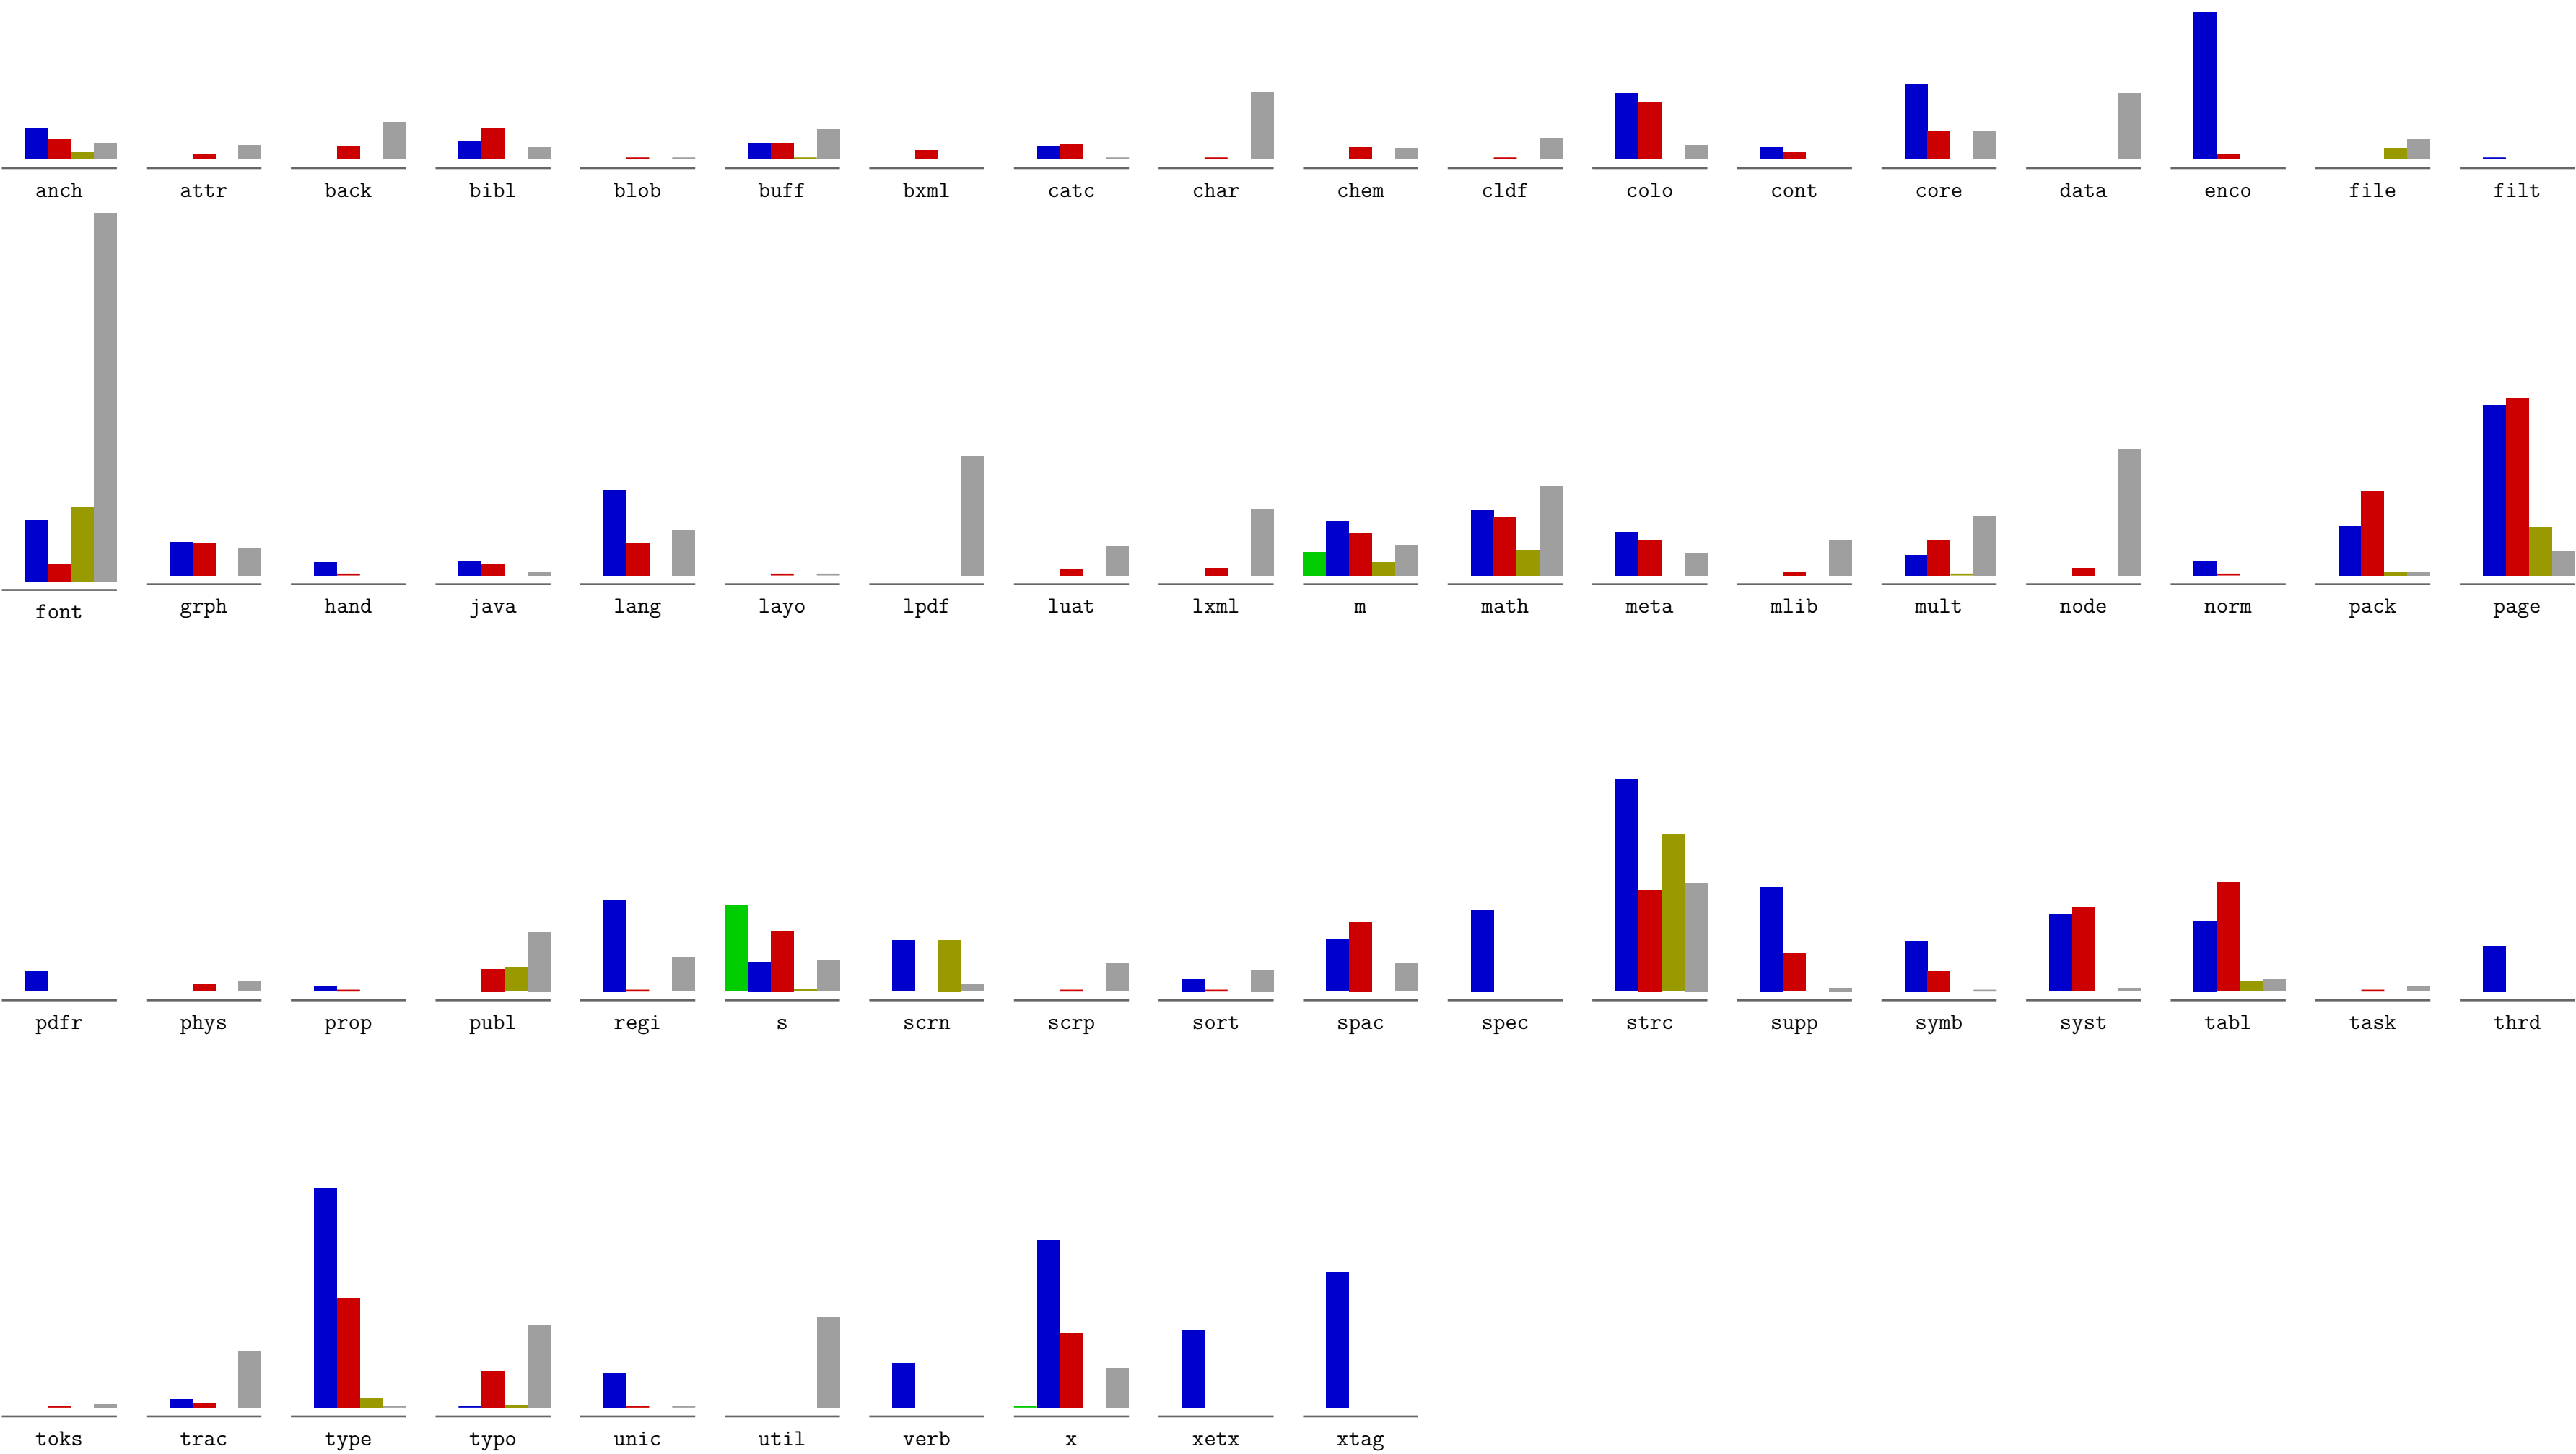 anch attr back bibl blob buff bxml catc char chem cldf colo cont core data enco file filt
font grph hand java lang layo lpdf luat lxml m math meta mlib mult node norm pack page
pdfr phys prop publ regi s scrn scrp sort spac spec strc supp symb syst tabl task thrd
toks trac type typo unic util verb x xetx xtag